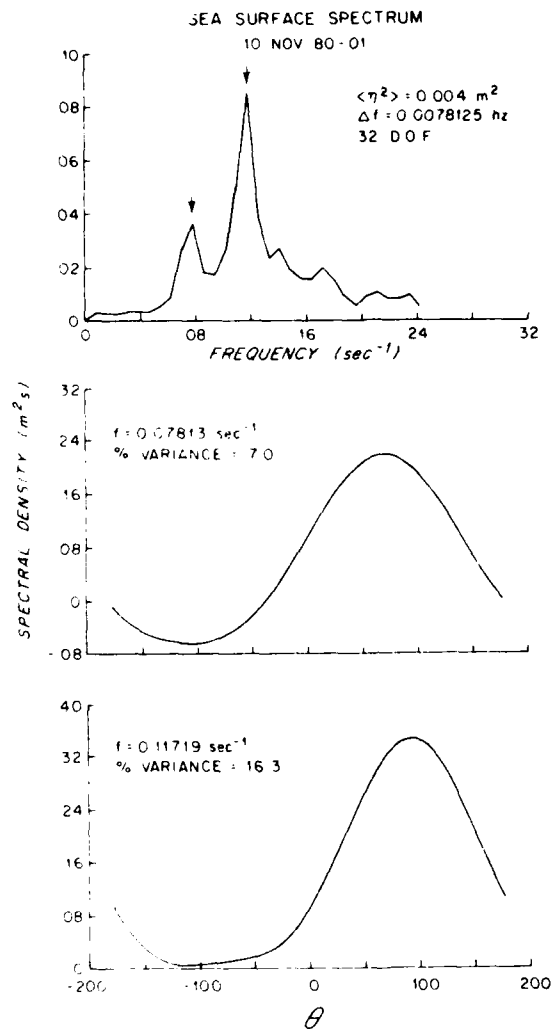 SEA SURFACE SPECTRUM
10 NOV 80-01
⟨η²⟩ = 0.004 m²
Δf = 0.0078125 hz
32 D O F
10
08
06
04
02
0
0 08 16 24 32
FREQUENCY (sec⁻¹)
SPECTRAL DENSITY (m²s)
32
24
16
08
0
-08
f = 0.07813 sec⁻¹
% VARIANCE = 7.0
40
32
24
16
08
0
f = 0.11719 sec⁻¹
% VARIANCE = 16.3
-200 -100 0 100 200
θ